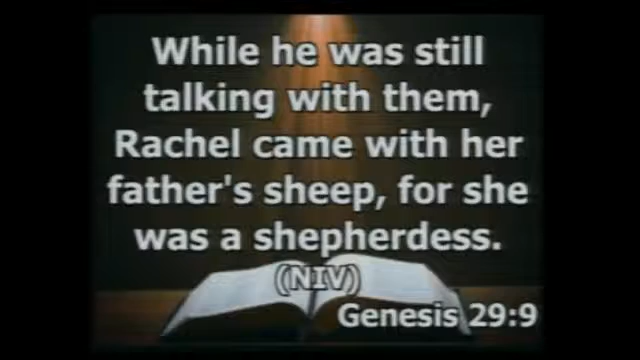 While he was still
talking with them,
Rachel came with her
father's sheep, for she
was a shepherdess.
(NIV)
Genesis 29:9